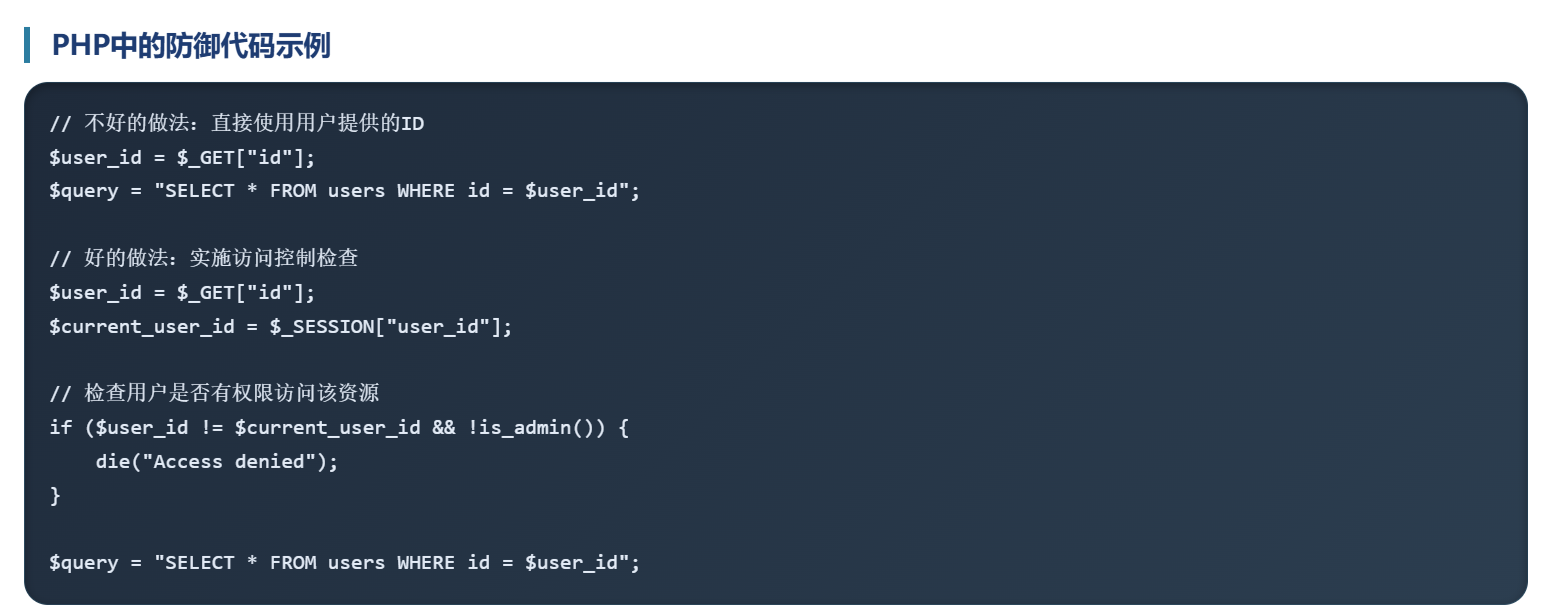 PHP中的防御代码示例
// 不好的做法：直接使用用户提供的ID
$user_id = $_GET["id"];
$query = "SELECT * FROM users WHERE id = $user_id";
// 好的做法：实施访问控制检查
$user_id = $_GET["id"];
$current_user_id = $_SESSION["user_id"];
// 检查用户是否有权限访问该资源
if ($user_id != $current_user_id && !is_admin()) {
    die("Access denied");
}
$query = "SELECT * FROM users WHERE id = $user_id";